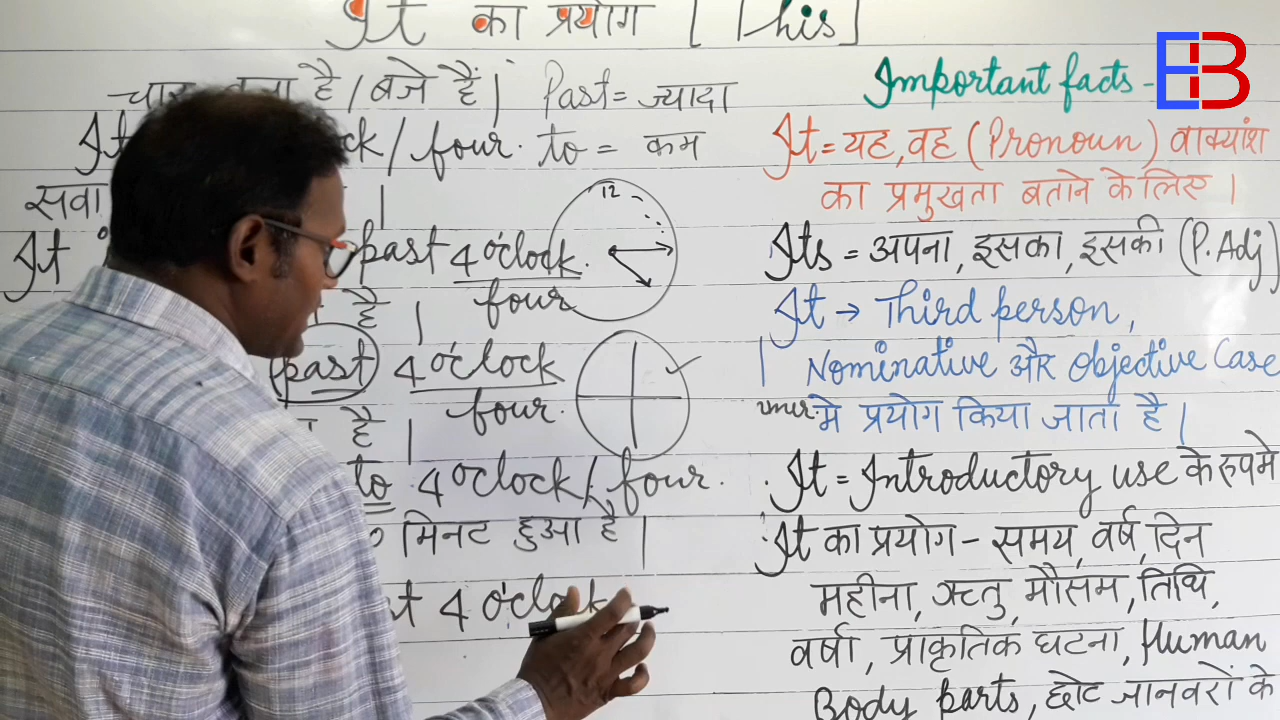 It का प्रयोग [This]
है / बजे हैं| Past = ज्यादा
It ck / four. to = कम
सवा |
It past 4 o'clock.
four
12
है |
past 4 o'clock
four.
है |
to 4 o'clock / four.
मिनट हुआ है |
4 o'clock
Important facts -
EB
It = यह, वह (Pronoun) वाक्यांश
का प्रमुखता बताने के लिए |
Its = अपना, इसका, इसकी (P. Adj)
It → Third person,
Nominative और Objective Case
मे प्रयोग किया जाता है |
It = Introductory use के रुपमे
It का प्रयोग - समय, वर्ष, दिन
महीना, ऋतु, मौसम, तिथि,
वर्षा, प्राकृतिक घटना, Human
Body parts, छोट जानवरों के